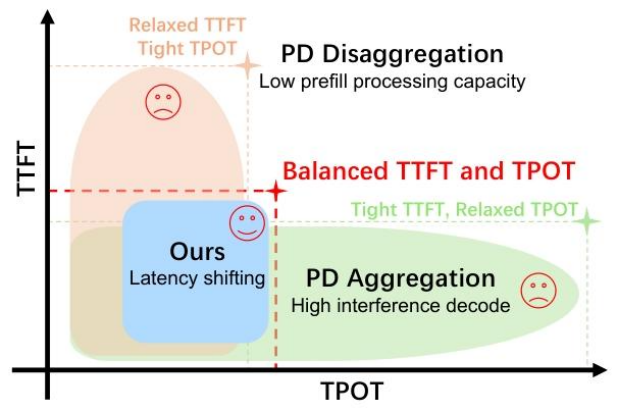 Relaxed TTFT
Tight TPOT
PD Disaggregation
Low prefill processing capacity
TTFT
Balanced TTFT and TPOT
Tight TTFT, Relaxed TPOT
Ours
Latency shifting
PD Aggregation
High interference decode
TPOT